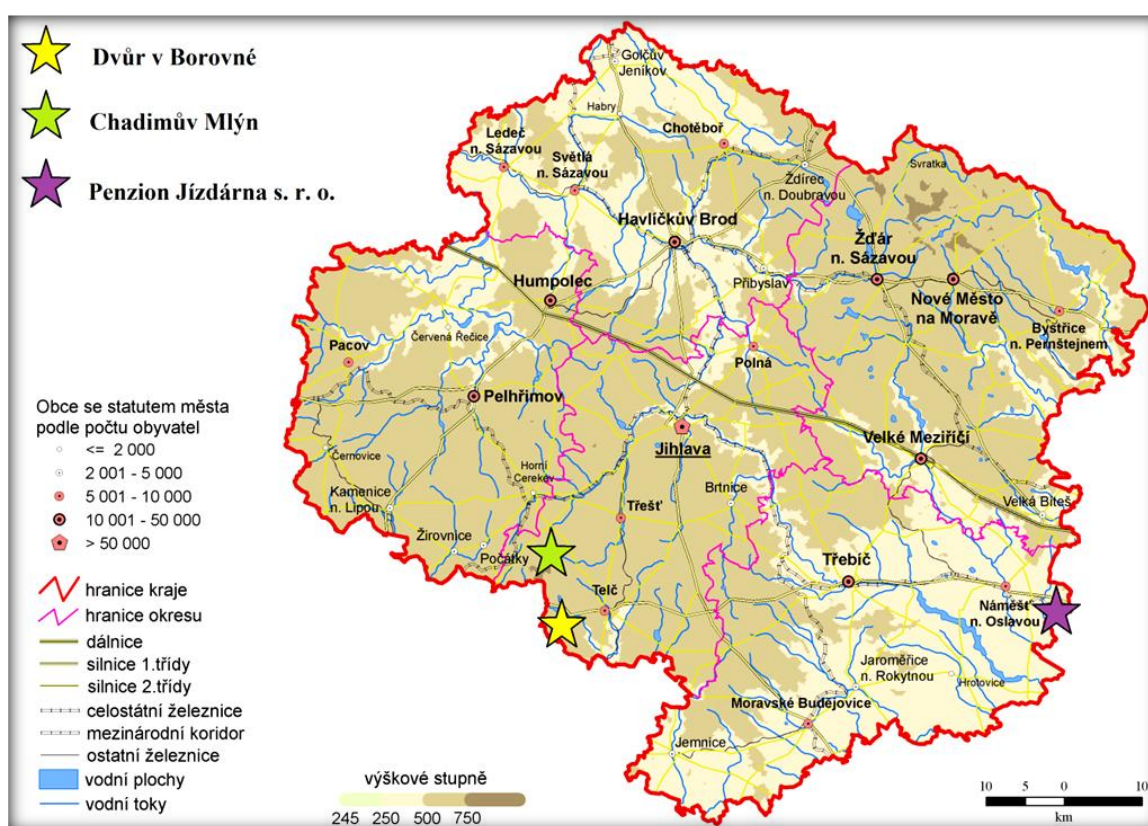 Dvůr v Borovné
Chadimův Mlýn
Penzion Jízdárna s. r. o.
Golčův
Jeníkov
Habry
Chotěboř
Ledeč
n. Sázavou
Světlá
n. Sázavou
Ždírec
n. Doubravou
Svratka
Havlíčkův Brod
Žďár
n. Sázavou
Přibyslav
Nové Město
na Moravě
Humpolec
Bystřice
n. Pernštejnem
Červená Řečice
Pacov
Polná
Pelhřimov
Jihlava
Velké Meziříčí
Černovice
Horní
Cerekev
Kamenice
n. Lipou
Brtnice
Velká Bíteš
Třešť
Žirovnice
Počátky
Třebíč
Telč
Náměšť
n. Oslavou
Jaroměřice
n. Rokytnou
Hrotovice
Moravské Budějovice
Jemnice
Obce se statutem města
podle počtu obyvatel
<= 2 000
2 001 - 5 000
5 001 - 10 000
10 001 - 50 000
> 50 000
hranice kraje
hranice okresu
dálnice
silnice 1.třídy
silnice 2.třídy
celostátní železnice
mezinárodní koridor
ostatní železnice
vodní plochy
vodní toky
výškové stupně
245 250 500 750
10 5 0 10
km